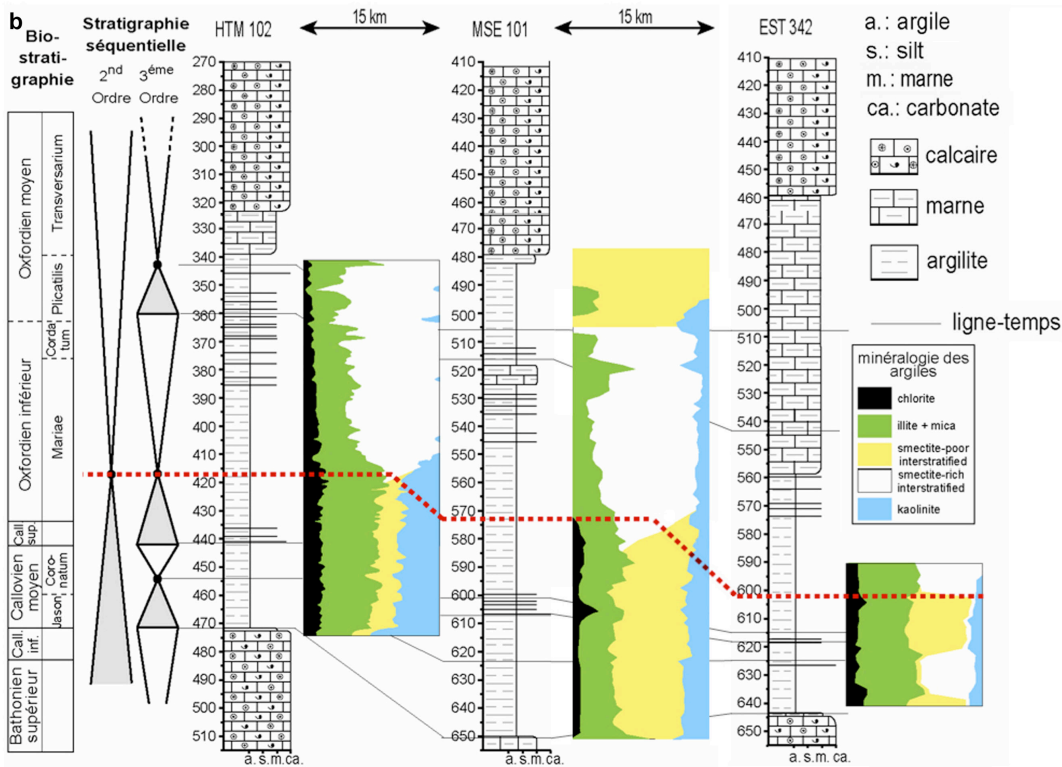 b
Bio-
strati-
graphie
Stratigraphie
séquentielle
2nd
Ordre
3éme
Ordre
HTM 102
15 km
MSE 101
15 km
EST 342
a.: argile
s.: silt
m.: marne
ca.: carbonate
calcaire
marne
argilite
ligne-temps
minéralogie des
argiles
chlorite
illite + mica
smectite-poor
interstratified
smectite-rich
interstratified
kaolinite
Oxfordien moyen
Transversarium
Plicatilis
Oxfordien inférieur
Corda
tum
Mariae
Call.
sup.
Callovien
moyen
Coro-
natum
Jason
Call.
inf.
Bathonien
supérieur
270
280
290
300
310
320
330
340
350
360
370
380
390
400
410
420
430
440
450
460
470
480
490
500
510
a. s.m.ca.
410
420
430
440
450
460
470
480
490
500
510
520
530
540
550
560
570
580
590
600
610
620
630
640
650
a. s.m.ca.
410
420
430
440
450
460
470
480
490
500
510
520
530
540
550
560
570
580
590
600
610
620
630
640
650
a. s.m. ca.